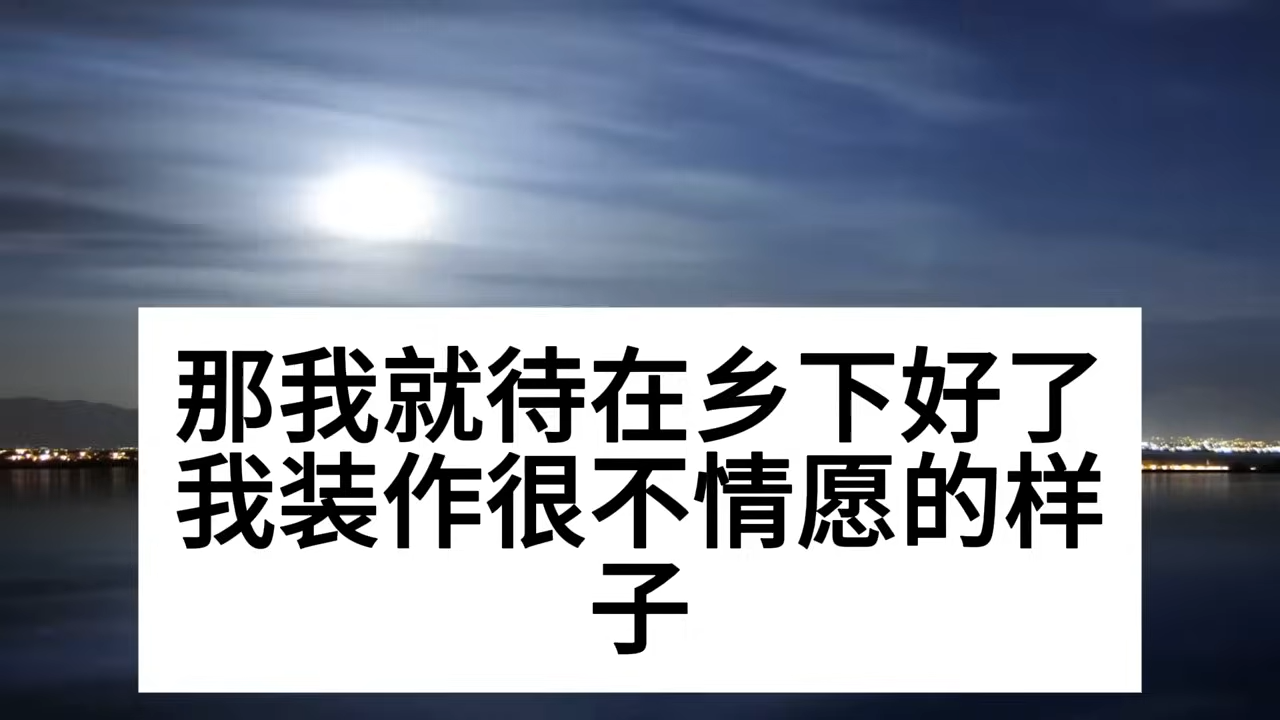 那我就待在乡下好了
我装作很不情愿的样
子